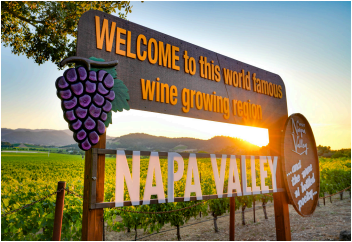 WELCOME to this world famous
wine growing region
NAPA VALLEY